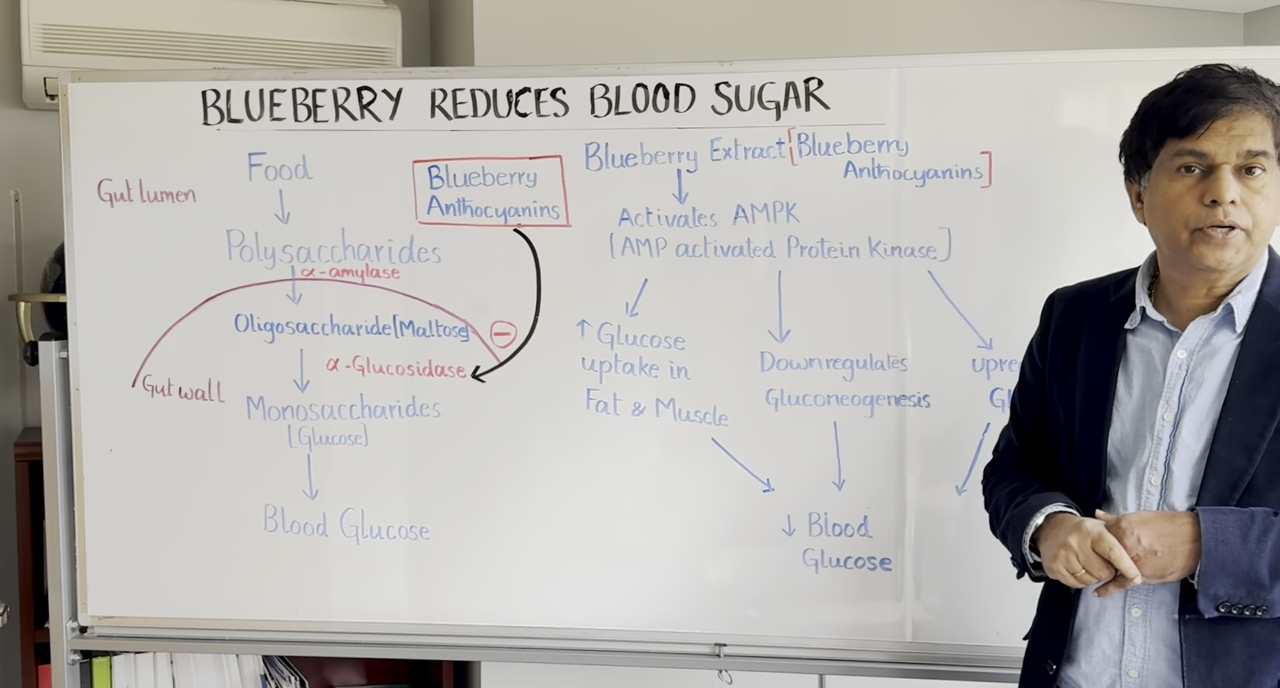 BLUEBERRY REDUCES BLOOD SUGAR
Gut lumen
Food
Polysaccharides
α-amylase
Oligosaccharide [Maltose]
α-Glucosidase
Gut wall
Monosaccharides
[Glucose]
Blood Glucose
Blueberry
Anthocyanins
−
Blueberry Extract [Blueberry
Anthocyanins]
Activates AMPK
[AMP activated Protein Kinase]
↑ Glucose
uptake in
Fat & Muscle
Downregulates
Gluconeogenesis
↓ Blood
Glucose